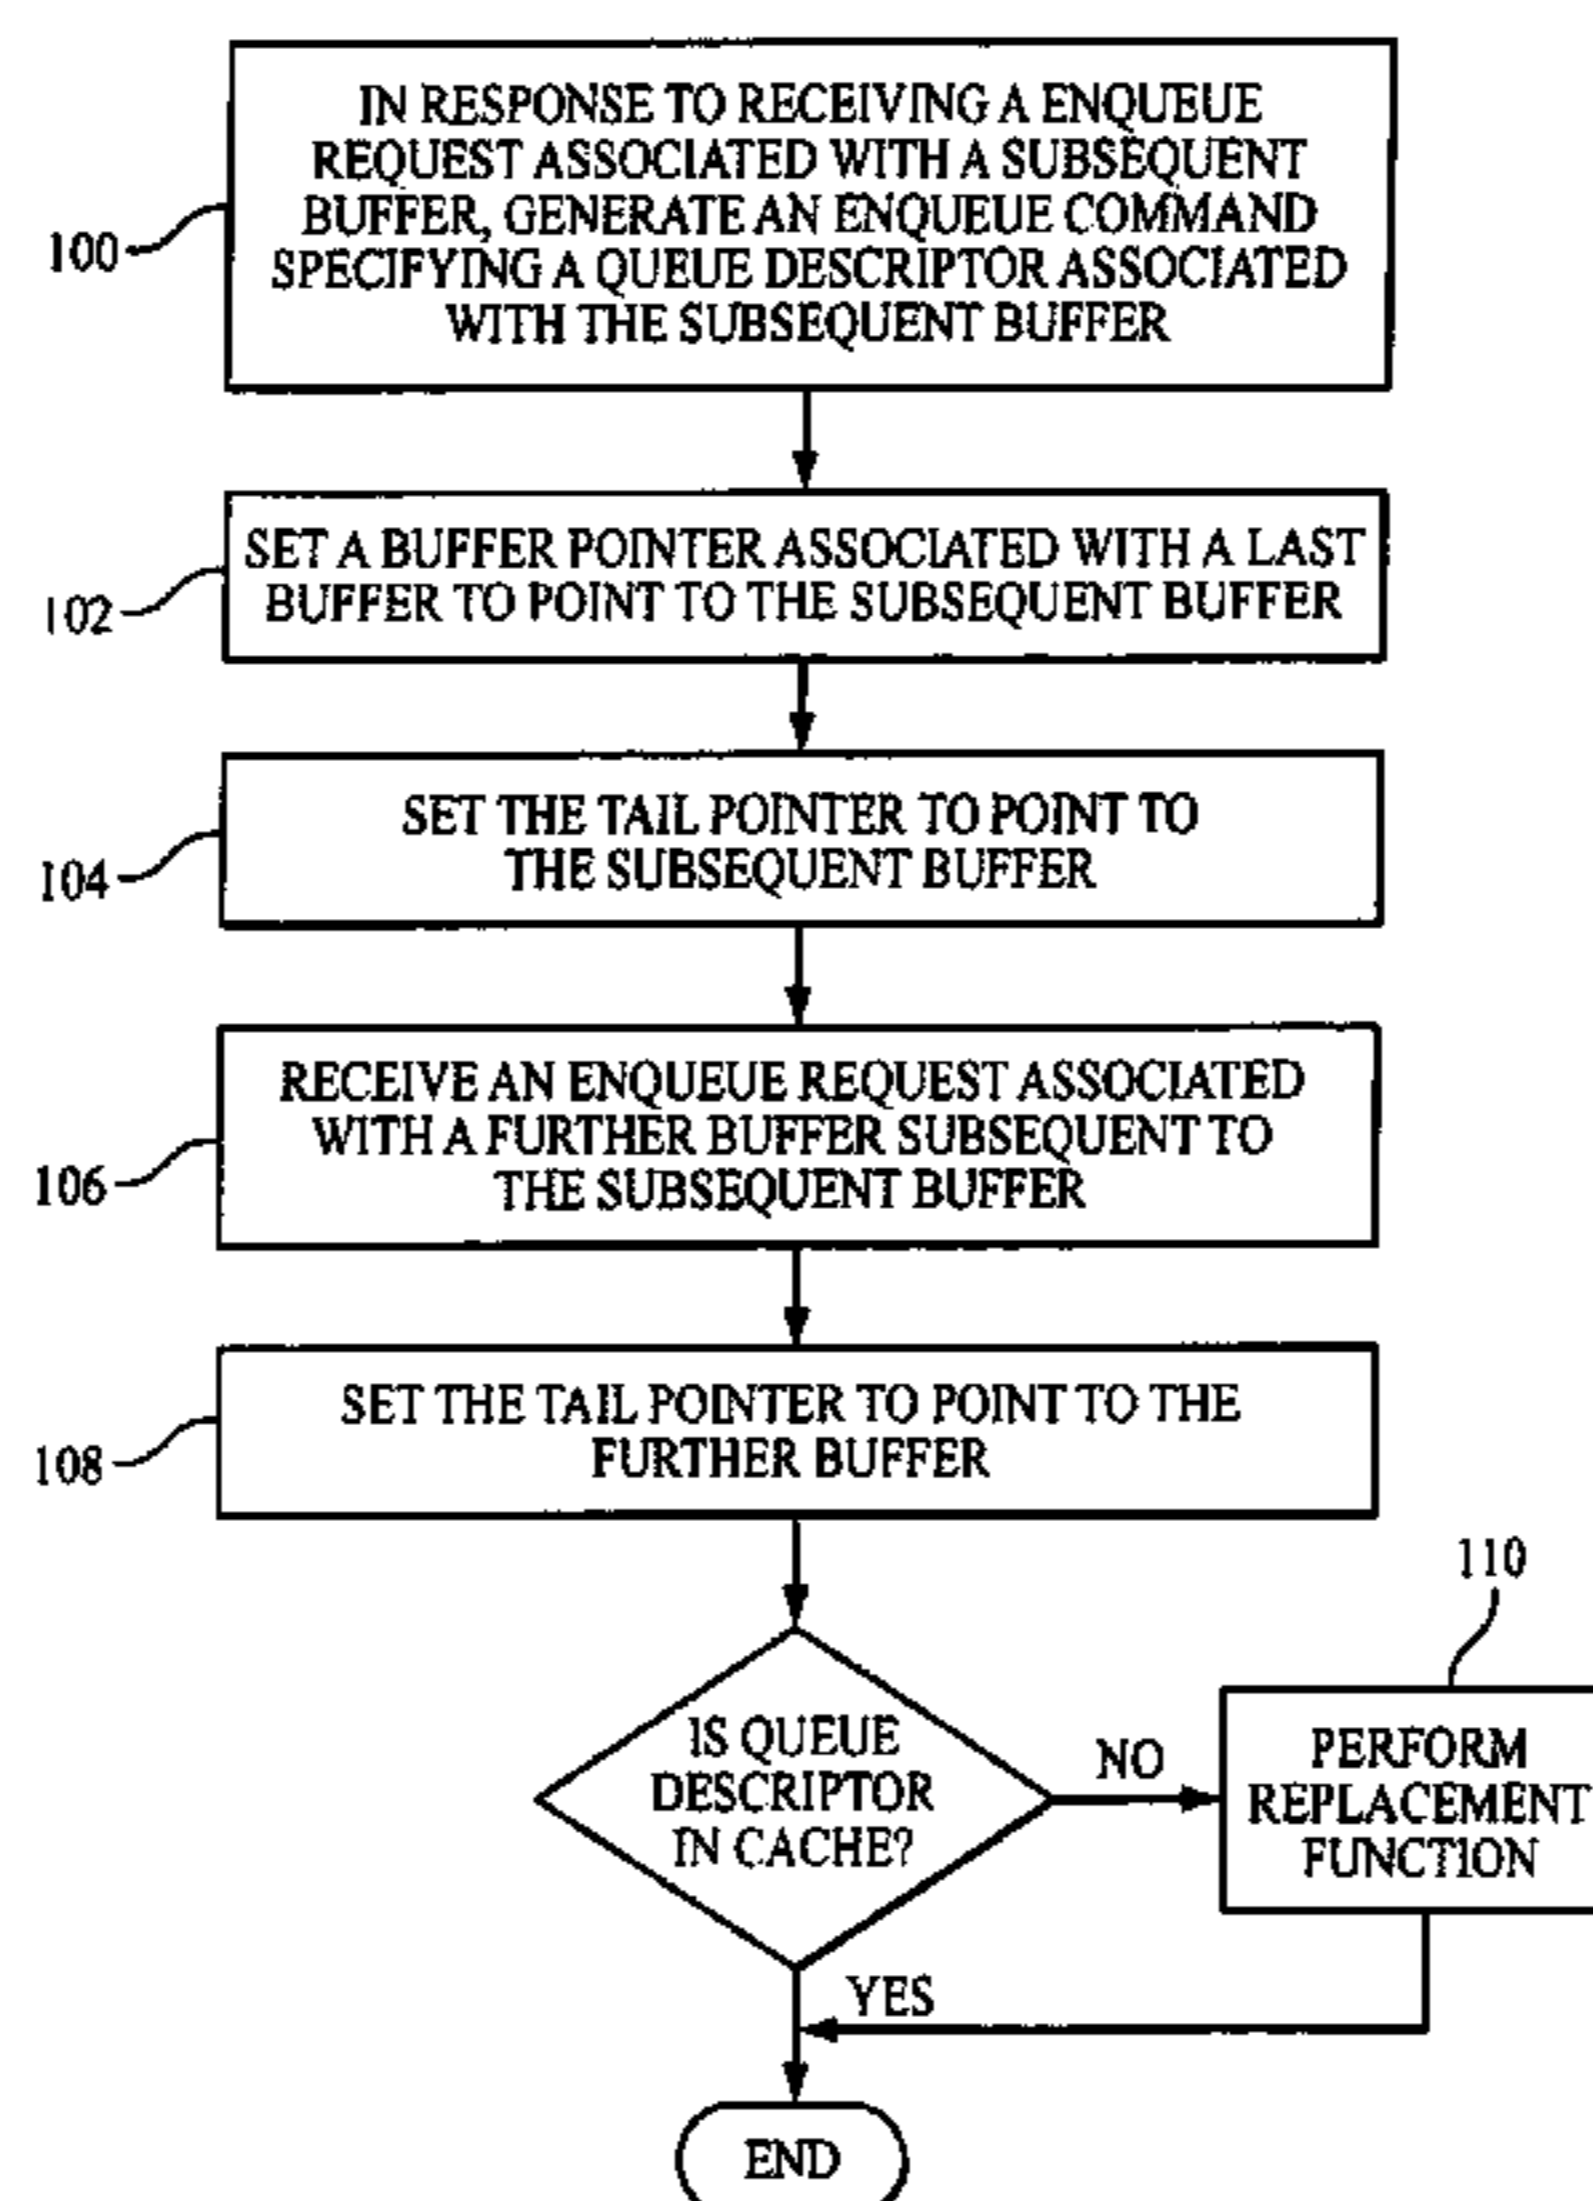 IN RESPONSE TO RECEIVING A ENQUEUE
REQUEST ASSOCIATED WITH A SUBSEQUENT
BUFFER, GENERATE AN ENQUEUE COMMAND
SPECIFYING A QUEUE DESCRIPTOR ASSOCIATED
WITH THE SUBSEQUENT BUFFER
100
SET A BUFFER POINTER ASSOCIATED WITH A LAST
BUFFER TO POINT TO THE SUBSEQUENT BUFFER
102
SET THE TAIL POINTER TO POINT TO
THE SUBSEQUENT BUFFER
104
RECEIVE AN ENQUEUE REQUEST ASSOCIATED
WITH A FURTHER BUFFER SUBSEQUENT TO
THE SUBSEQUENT BUFFER
106
SET THE TAIL POINTER TO POINT TO THE
FURTHER BUFFER
108
IS QUEUE
DESCRIPTOR
IN CACHE?
NO
110
PERFORM
REPLACEMENT
FUNCTION
YES
END